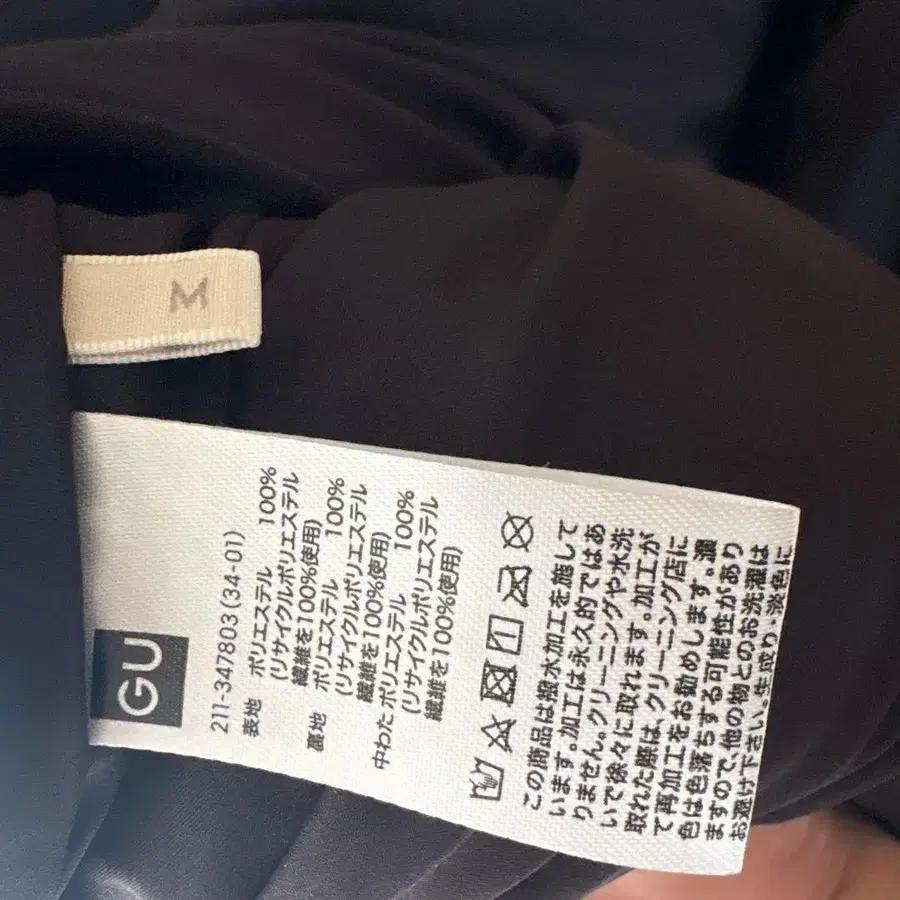 M
GU
211-347803(34-01)
表地 ポリエステル 100%
(リサイクルポリエステル
繊維を100%使用)
裏地 ポリエステル 100%
(リサイクルポリエステル
繊維を100%使用)
中わた ポリエステル 100%
(リサイクルポリエステル
繊維を100%使用)
この商品は撥水加工を施して
います。加工は永久的ではあ
りません。クリーニングや水洗
いで徐々に取れます。加工が
取れた際は、クリーニング店に
て再加工をお勧めします。濃
色は色落ちする可能性があり
ますので、他の物とのお洗濯は
お避け下さい。生成り・淡色に